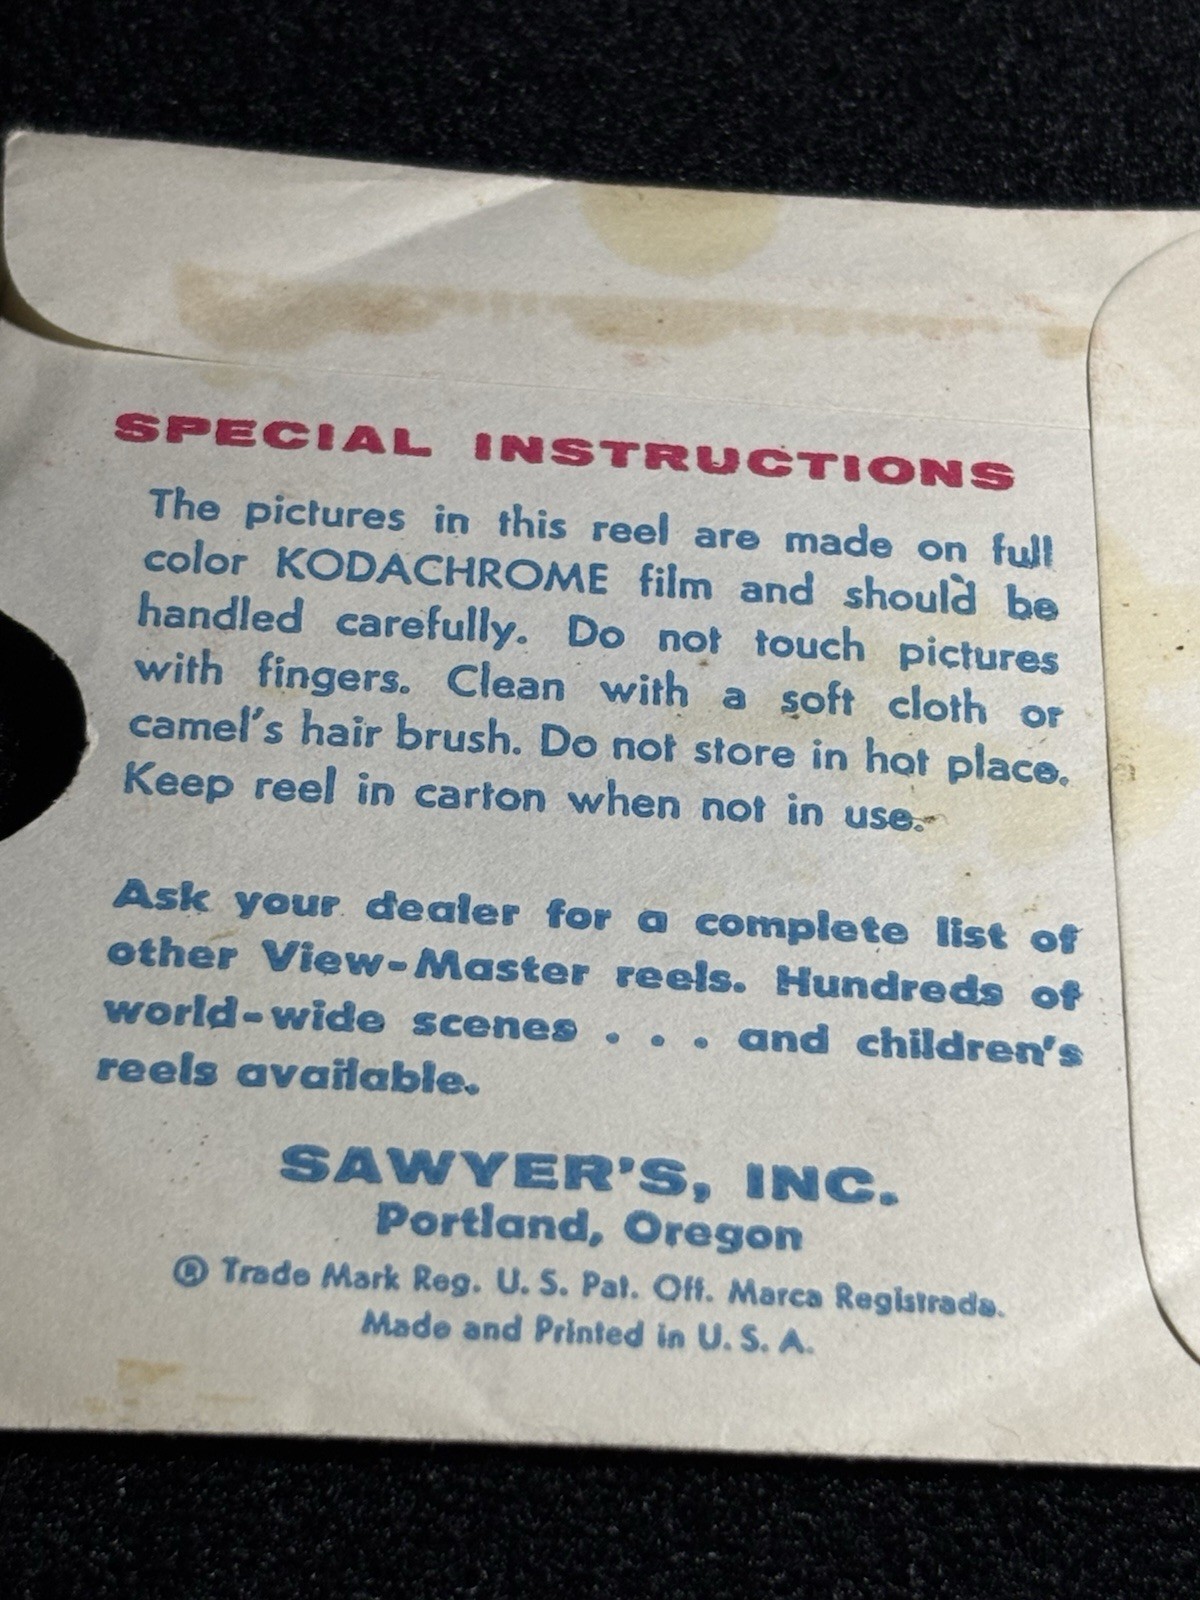 SPECIAL INSTRUCTIONS
The pictures in this reel are made on full
color KODACHROME film and should be
handled carefully. Do not touch pictures
with fingers. Clean with a soft cloth or
camel's hair brush. Do not store in hot place.
Keep reel in carton when not in use.
Ask your dealer for a complete list of
other View-Master reels. Hundreds of
world-wide scenes . . . and children's
reels available.
SAWYER'S, INC.
Portland, Oregon
® Trade Mark Reg. U. S. Pat. Off. Marca Registrada.
Made and Printed in U. S. A.